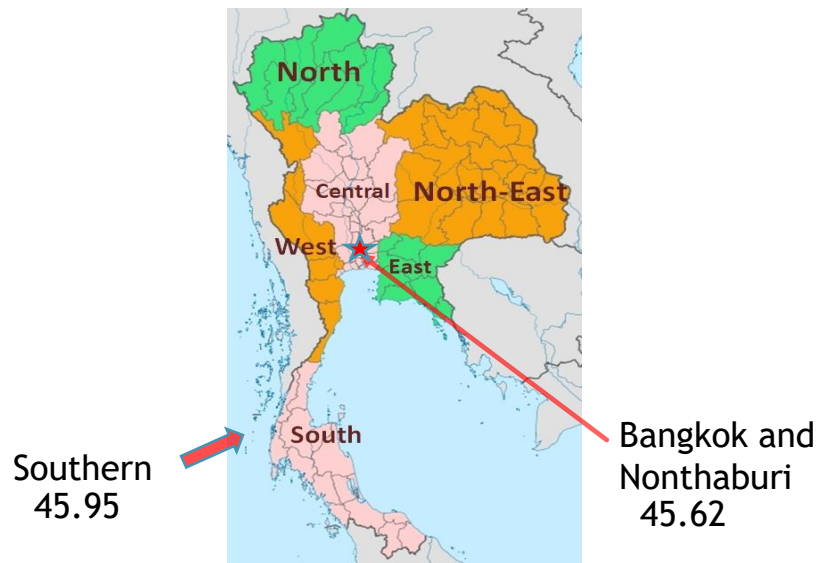 North
Central
North-East
West
East
South
Southern
45.95
Bangkok and
Nonthaburi
45.62